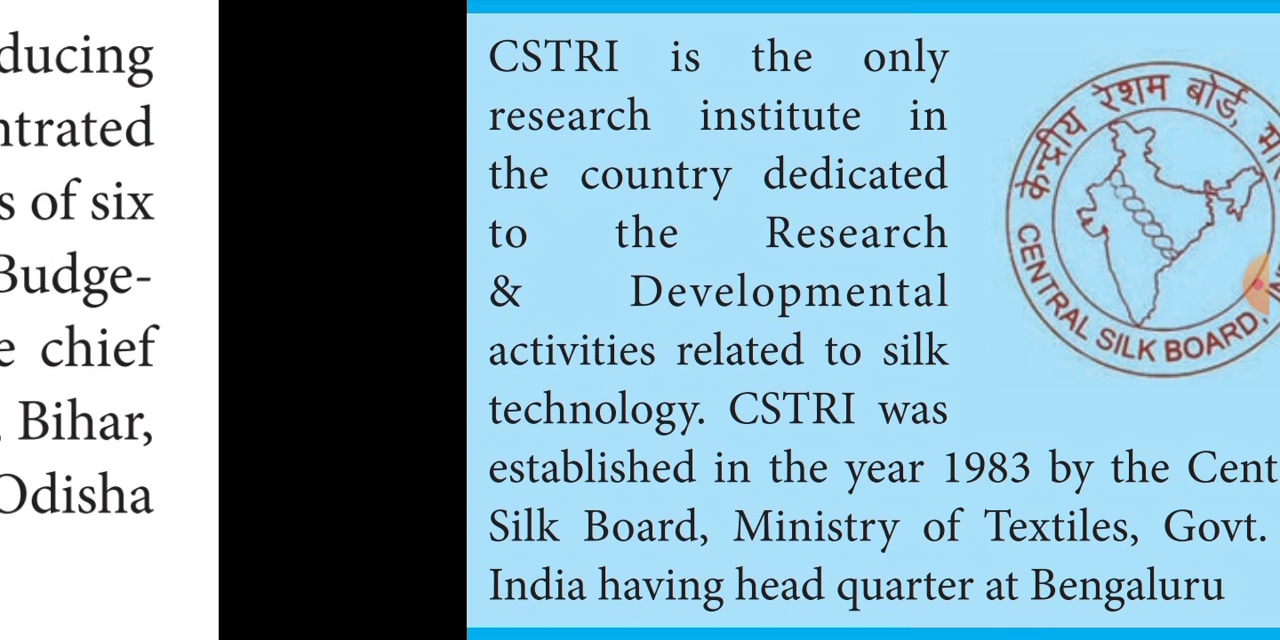 ducing
ntrated
s of six
Budge-
e chief
, Bihar,
Odisha
CSTRI is the only
research institute in
the country dedicated
to the Research
& Developmental
activities related to silk
technology. CSTRI was
established in the year 1983 by the Cent
Silk Board, Ministry of Textiles, Govt.
India having head quarter at Bengaluru
केन्द्रीय रेशम बोर्ड,
CENTRAL SILK BOARD,